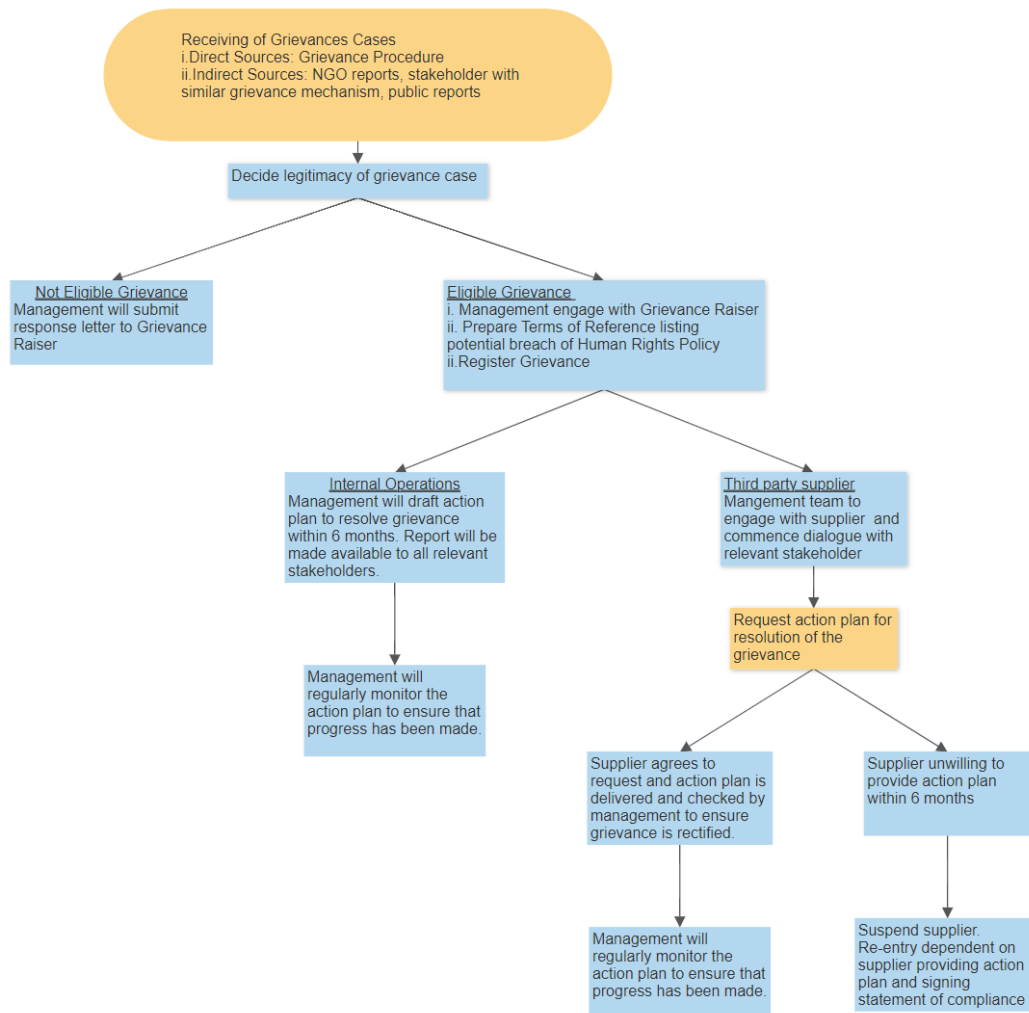 Receiving of Grievances Cases
i.Direct Sources: Grievance Procedure
ii.Indirect Sources: NGO reports, stakeholder with
similar grievance mechanism, public reports
Decide legitimacy of grievance case
Not Eligible Grievance
Management will submit
response letter to Grievance
Raiser
Eligible Grievance
i. Management engage with Grievance Raiser
ii. Prepare Terms of Reference listing
potential breach of Human Rights Policy
ii.Register Grievance
Internal Operations
Management will draft action
plan to resolve grievance
within 6 months. Report will be
made available to all relevant
stakeholders.
Third party supplier
Mangement team to
engage with supplier and
commence dialogue with
relevant stakeholder
Request action plan for
resolution of the
grievance
Management will
regularly monitor the
action plan to ensure that
progress has been made.
Supplier agrees to
request and action plan is
delivered and checked by
management to ensure
grievance is rectified.
Supplier unwilling to
provide action plan
within 6 months
Management will
regularly monitor the
action plan to ensure that
progress has been made.
Suspend supplier.
Re-entry dependent on
supplier providing action
plan and signing
statement of compliance